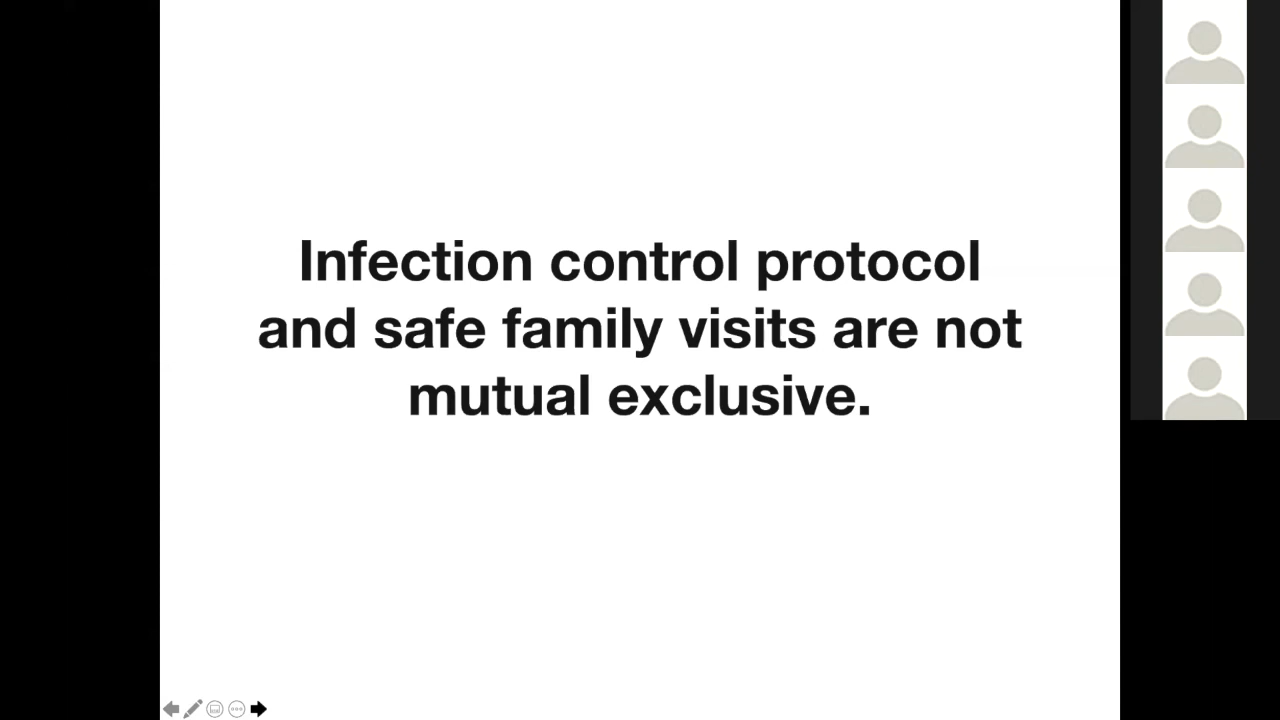 Infection control protocol
and safe family visits are not
mutual exclusive.